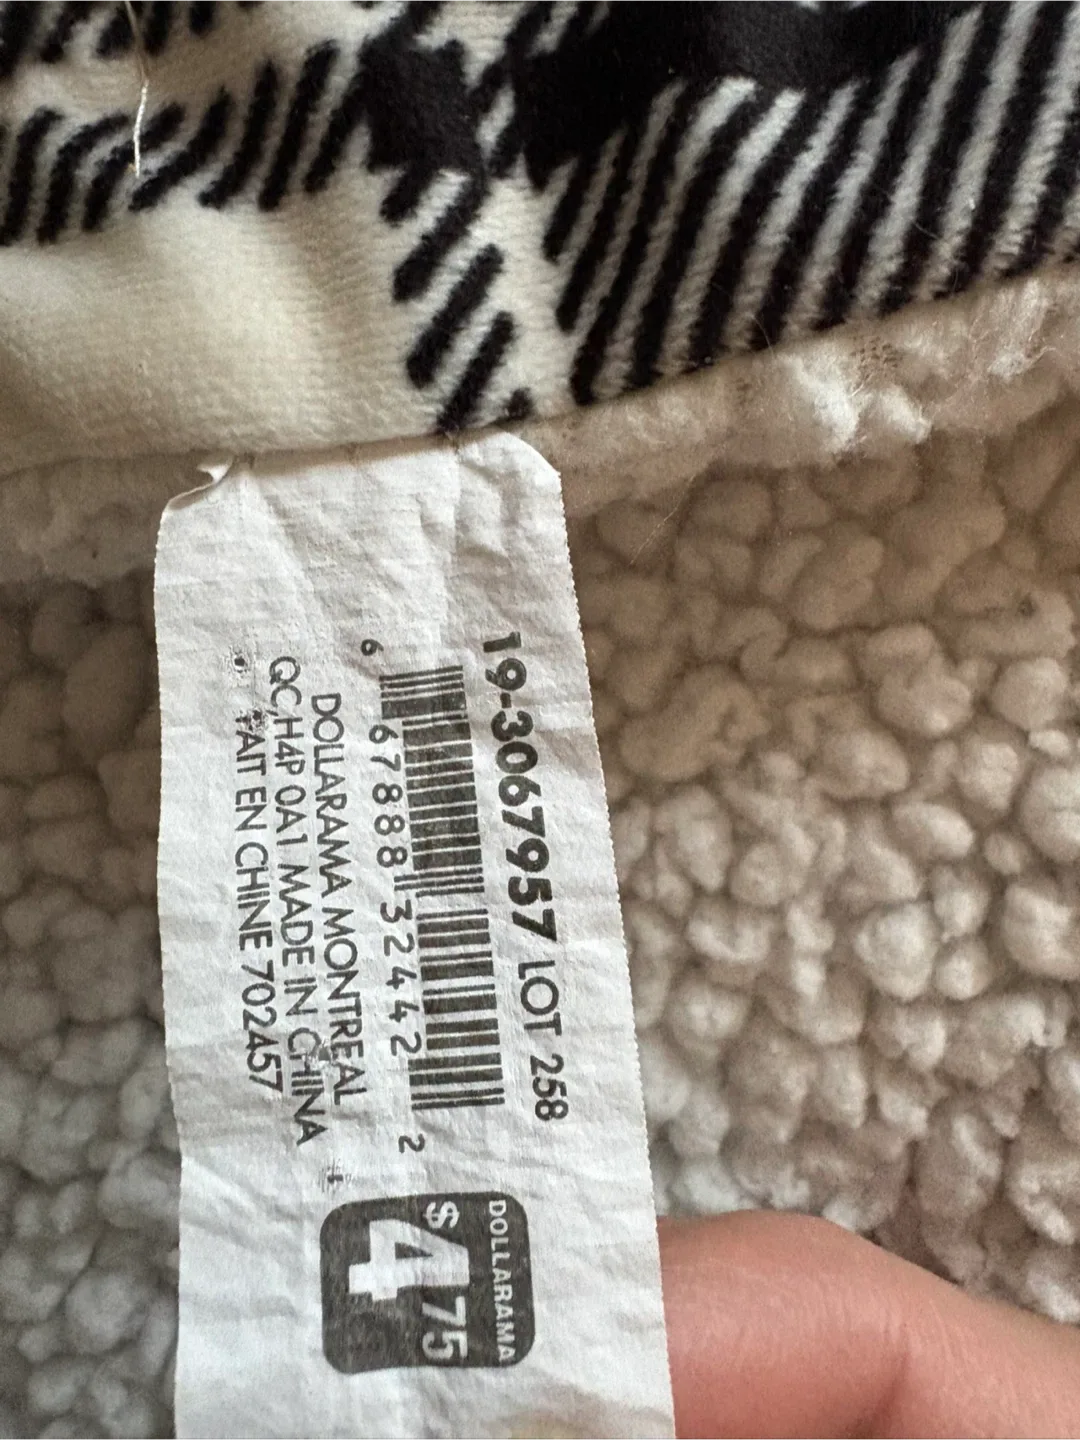 19-3067957 LOT 258
6 67888 32442 2
DOLLARAMA MONTREAL
QC,H4P 0A1 MADE IN CHINA
FAIT EN CHINE 702457
DOLLARAMA
$4.75